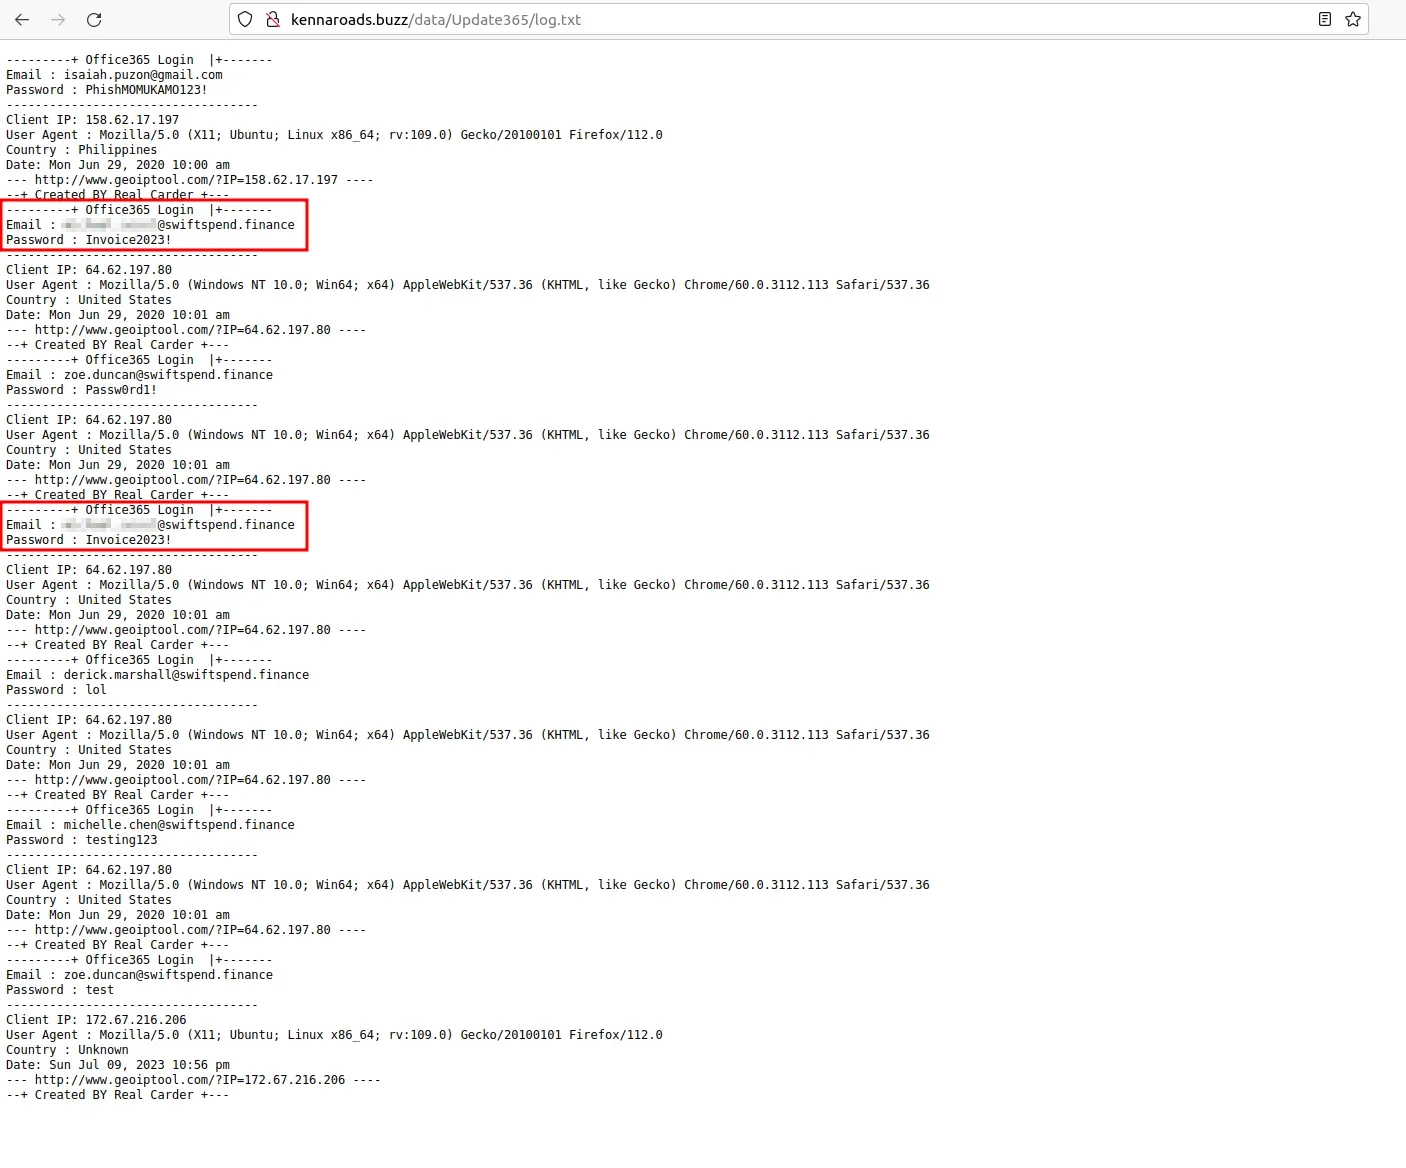 kennaroads.buzz/data/Update365/log.txt
---------+ Office365 Login  |+-------
Email : isaiah.puzon@gmail.com
Password : PhishMOMUKAMO123!
-----------------------------------
Client IP: 158.62.17.197
User Agent : Mozilla/5.0 (X11; Ubuntu; Linux x86_64; rv:109.0) Gecko/20100101 Firefox/112.0
Country : Philippines
Date: Mon Jun 29, 2020 10:00 am
--- http://www.geoiptool.com/?IP=158.62.17.197 ----
--+ Created BY Real Carder +---
---------+ Office365 Login  |+-------
Email : @swiftspend.finance
Password : Invoice2023!
-----------------------------------
Client IP: 64.62.197.80
User Agent : Mozilla/5.0 (Windows NT 10.0; Win64; x64) AppleWebKit/537.36 (KHTML, like Gecko) Chrome/60.0.3112.113 Safari/537.36
Country : United States
Date: Mon Jun 29, 2020 10:01 am
--- http://www.geoiptool.com/?IP=64.62.197.80 ----
--+ Created BY Real Carder +---
---------+ Office365 Login  |+-------
Email : zoe.duncan@swiftspend.finance
Password : Passw0rd1!
-----------------------------------
Client IP: 64.62.197.80
User Agent : Mozilla/5.0 (Windows NT 10.0; Win64; x64) AppleWebKit/537.36 (KHTML, like Gecko) Chrome/60.0.3112.113 Safari/537.36
Country : United States
Date: Mon Jun 29, 2020 10:01 am
--- http://www.geoiptool.com/?IP=64.62.197.80 ----
--+ Created BY Real Carder +---
---------+ Office365 Login  |+-------
Email : @swiftspend.finance
Password : Invoice2023!
-----------------------------------
Client IP: 64.62.197.80
User Agent : Mozilla/5.0 (Windows NT 10.0; Win64; x64) AppleWebKit/537.36 (KHTML, like Gecko) Chrome/60.0.3112.113 Safari/537.36
Country : United States
Date: Mon Jun 29, 2020 10:01 am
--- http://www.geoiptool.com/?IP=64.62.197.80 ----
--+ Created BY Real Carder +---
---------+ Office365 Login  |+-------
Email : derick.marshall@swiftspend.finance
Password : lol
-----------------------------------
Client IP: 64.62.197.80
User Agent : Mozilla/5.0 (Windows NT 10.0; Win64; x64) AppleWebKit/537.36 (KHTML, like Gecko) Chrome/60.0.3112.113 Safari/537.36
Country : United States
Date: Mon Jun 29, 2020 10:01 am
--- http://www.geoiptool.com/?IP=64.62.197.80 ----
--+ Created BY Real Carder +---
---------+ Office365 Login  |+-------
Email : michelle.chen@swiftspend.finance
Password : testing123
-----------------------------------
Client IP: 64.62.197.80
User Agent : Mozilla/5.0 (Windows NT 10.0; Win64; x64) AppleWebKit/537.36 (KHTML, like Gecko) Chrome/60.0.3112.113 Safari/537.36
Country : United States
Date: Mon Jun 29, 2020 10:01 am
--- http://www.geoiptool.com/?IP=64.62.197.80 ----
--+ Created BY Real Carder +---
---------+ Office365 Login  |+-------
Email : zoe.duncan@swiftspend.finance
Password : test
-----------------------------------
Client IP: 172.67.216.206
User Agent : Mozilla/5.0 (X11; Ubuntu; Linux x86_64; rv:109.0) Gecko/20100101 Firefox/112.0
Country : Unknown
Date: Sun Jul 09, 2023 10:56 pm
--- http://www.geoiptool.com/?IP=172.67.216.206 ----
--+ Created BY Real Carder +---